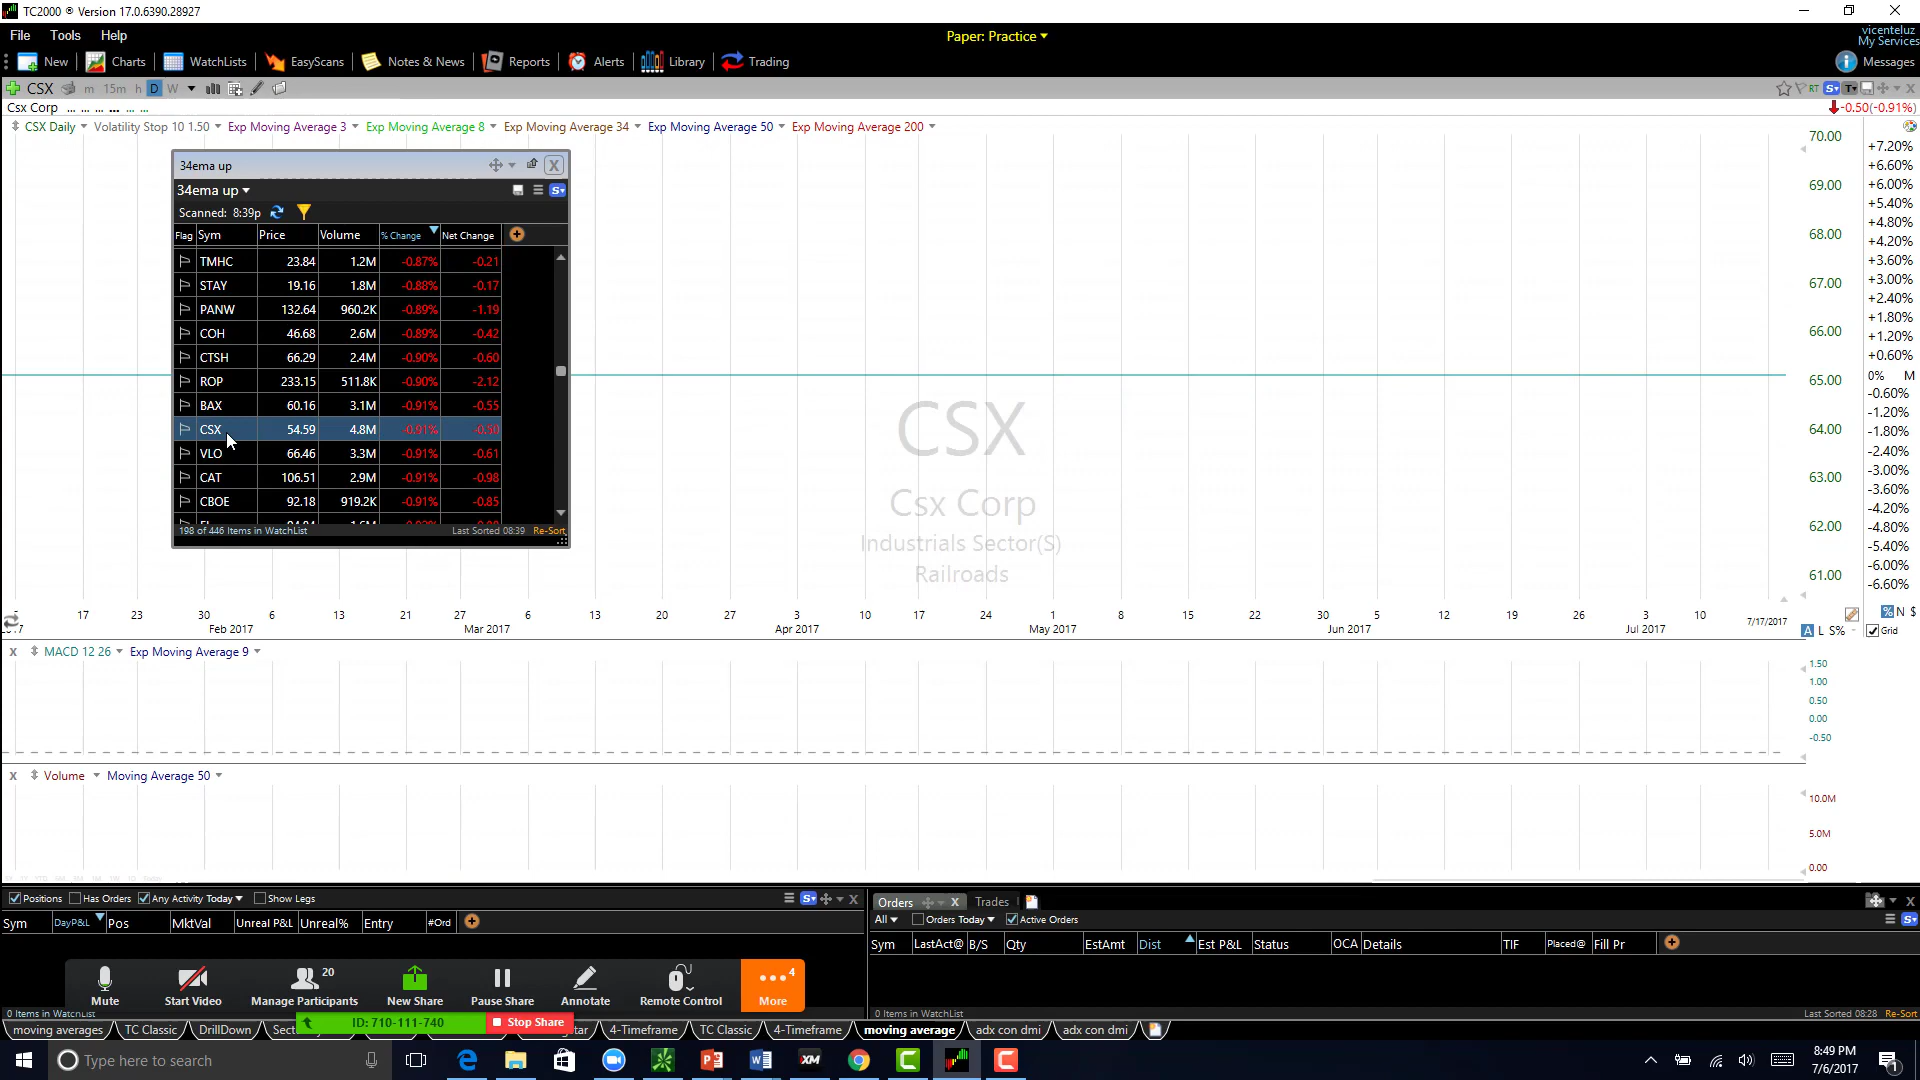 TC2000 ® Version 17.0.6390.28927
File Tools Help
Paper: Practice
vicenteluz
My Services
New Charts WatchLists EasyScans Notes & News Reports Alerts Library Trading
Messages
CSX m 15m h D W
RT S T
Csx Corp ... ... ... ... ... ...
-0.50(-0.91%)
CSX Daily Volatility Stop 10 1.50 Exp Moving Average 3 Exp Moving Average 8 Exp Moving Average 34 Exp Moving Average 50 Exp Moving Average 200
34ema up
34ema up
S
Scanned: 8:39p
Flag Sym Price Volume % Change Net Change
TMHC 23.84 1.2M -0.87% -0.21
STAY 19.16 1.8M -0.88% -0.17
PANW 132.64 960.2K -0.89% -1.19
COH 46.68 2.6M -0.89% -0.42
CTSH 66.29 2.4M -0.90% -0.60
ROP 233.15 511.8K -0.90% -2.12
BAX 60.16 3.1M -0.91% -0.55
CSX 54.59 4.8M -0.91% -0.50
VLO 66.46 3.3M -0.91% -0.61
CAT 106.51 2.9M -0.91% -0.98
CBOE 92.18 919.2K -0.91% -0.85
198 of 446 Items in WatchList Last Sorted 08:39 Re-Sort
CSX
Csx Corp
Industrials Sector(S)
Railroads
70.00
69.00
68.00
67.00
66.00
65.00
64.00
63.00
62.00
61.00
+7.20%
+6.60%
+6.00%
+5.40%
+4.80%
+4.20%
+3.60%
+3.00%
+2.40%
+1.80%
+1.20%
+0.60%
0% M
-0.60%
-1.20%
-1.80%
-2.40%
-3.00%
-3.60%
-4.20%
-4.80%
-5.40%
-6.00%
-6.60%
% N $
17 23 30 6 13 21 27 6 13 20 27 3 10 17 24 1 8 15 22 30 5 12 19 26 3 10
Feb 2017 Mar 2017 Apr 2017 May 2017 Jun 2017 Jul 2017 7/17/2017
A L S% Grid
X MACD 12 26 Exp Moving Average 9
1.50
1.00
0.50
0.00
-0.50
X Volume Moving Average 50
10.0M
5.0M
0.00
Positions Has Orders Any Activity Today Show Legs
S
Sym DayP&L Pos MktVal Unreal P&L Unreal% Entry #Ord
Orders X Trades
All Orders Today Active Orders
S
Sym LastAct@ B/S Qty EstAmt Dist Est P&L Status OCA Details TIF Placed@ Fill Pr
20
4
Mute Start Video Manage Participants New Share Pause Share Annotate Remote Control More
0 Items in WatchList
Last Sorted 08:28 Re-Sort
ID: 710-111-740 Stop Share
moving averages TC Classic DrillDown 4-Timeframe TC Classic 4-Timeframe moving average adx con dmi adx con dmi
Type here to search
XM
8:49 PM
7/6/2017
1